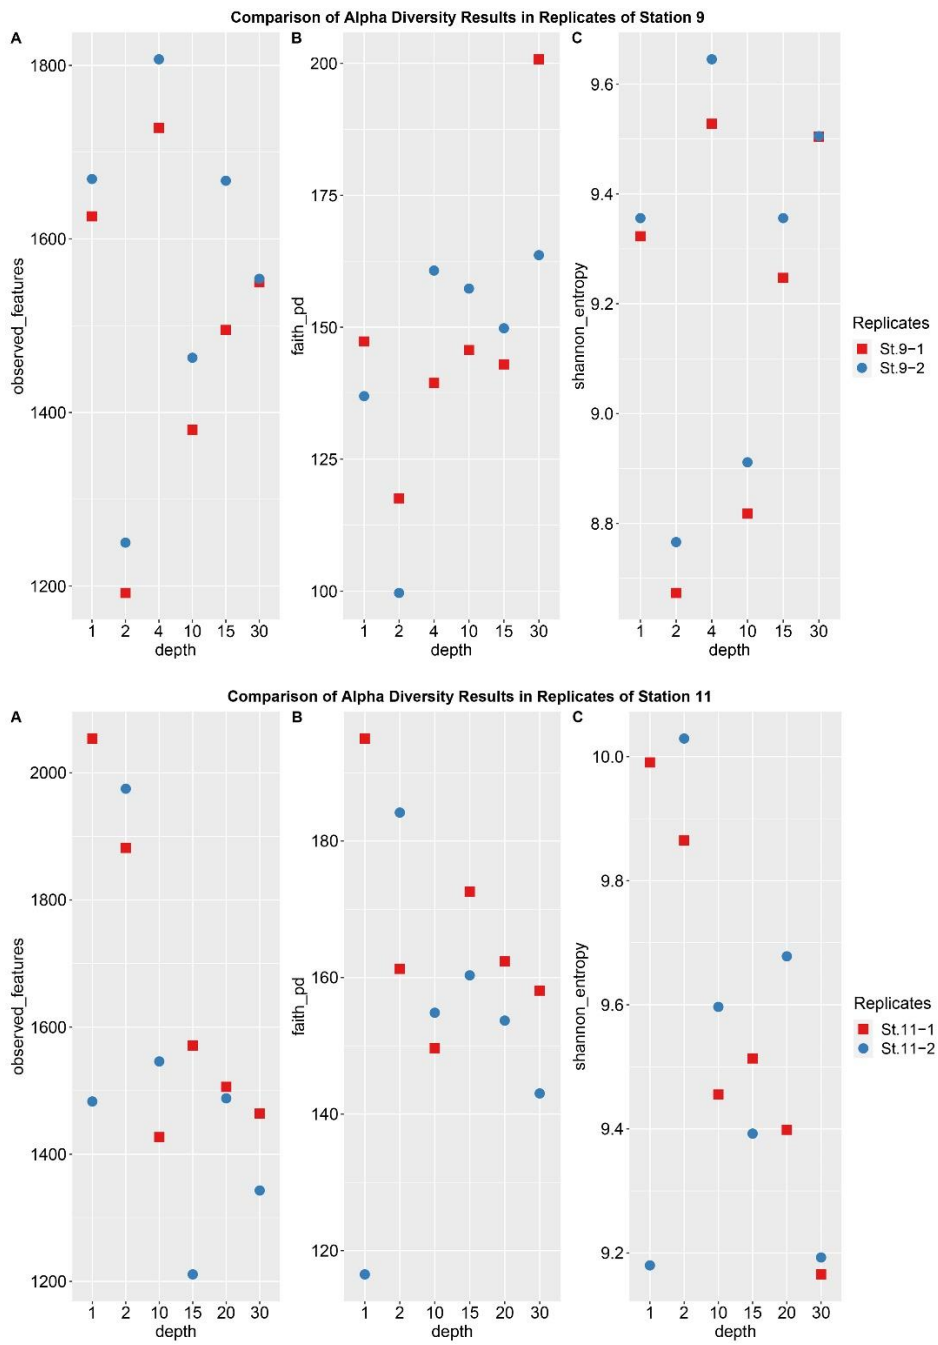 Comparison of Alpha Diversity Results in Replicates of Station 9
A
B
C
observed_features
1800
1600
1400
1200
1 2 4 10 15 30
depth
faith_pd
200
175
150
125
100
1 2 4 10 15 30
depth
shannon_entropy
9.6
9.4
9.2
9.0
8.8
1 2 4 10 15 30
depth
Replicates
St.9−1
St.9−2
Comparison of Alpha Diversity Results in Replicates of Station 11
A
B
C
observed_features
2000
1800
1600
1400
1200
1 2 10 15 20 30
depth
faith_pd
180
160
140
120
1 2 10 15 20 30
depth
shannon_entropy
10.0
9.8
9.6
9.4
9.2
1 2 10 15 20 30
depth
Replicates
St.11−1
St.11−2